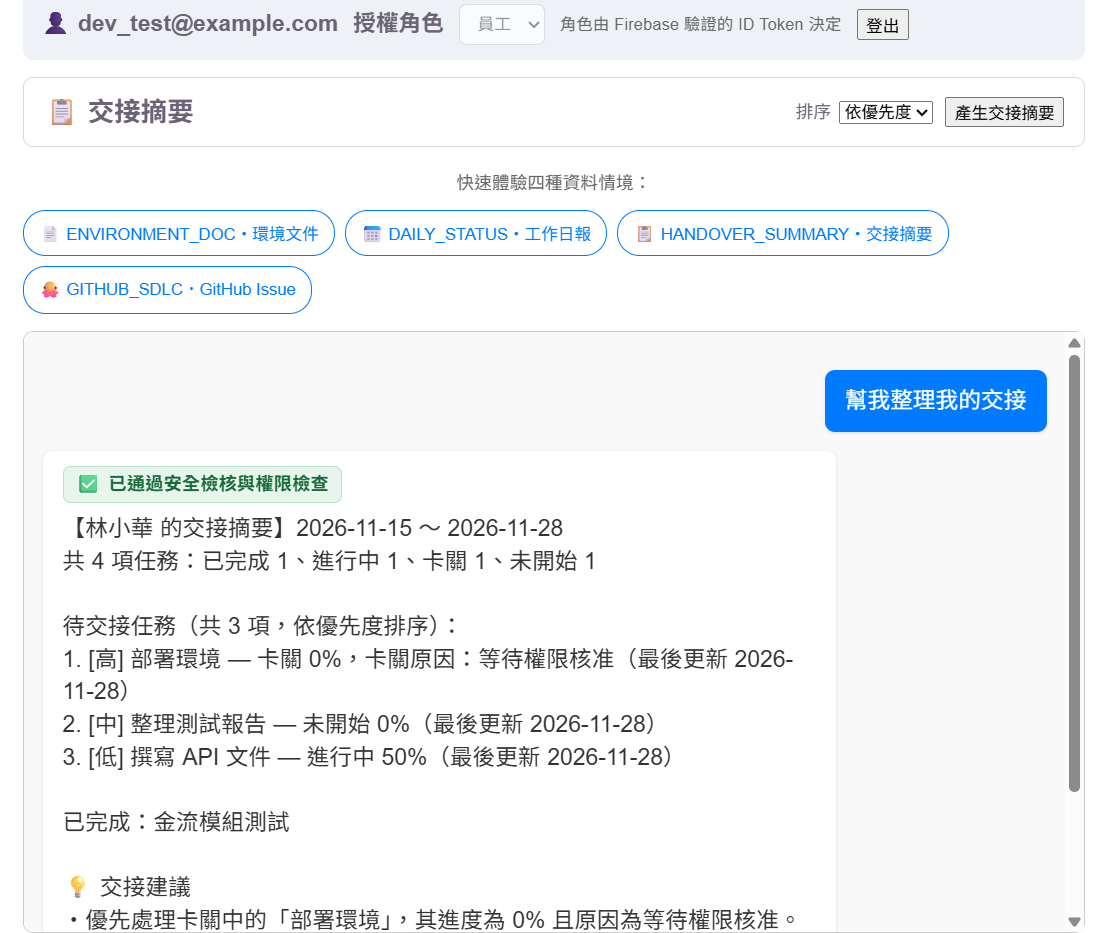 dev_test@example.com 授權角色 員工 角色由 Firebase 驗證的 ID Token 決定 登出
交接摘要 排序 依優先度 產生交接摘要
快速體驗四種資料情境：
ENVIRONMENT_DOC・環境文件 DAILY_STATUS・工作日報 HANDOVER_SUMMARY・交接摘要
GITHUB_SDLC・GitHub Issue
幫我整理我的交接
已通過安全檢核與權限檢查
【林小華 的交接摘要】2026-11-15 ～ 2026-11-28
共 4 項任務：已完成 1、進行中 1、卡關 1、未開始 1
待交接任務（共 3 項，依優先度排序）：
1. [高] 部署環境 — 卡關 0%，卡關原因：等待權限核准（最後更新 2026-
11-28）
2. [中] 整理測試報告 — 未開始 0%（最後更新 2026-11-28）
3. [低] 撰寫 API 文件 — 進行中 50%（最後更新 2026-11-28）
已完成：金流模組測試
💡 交接建議
・優先處理卡關中的「部署環境」，其進度為 0% 且原因為等待權限核准。